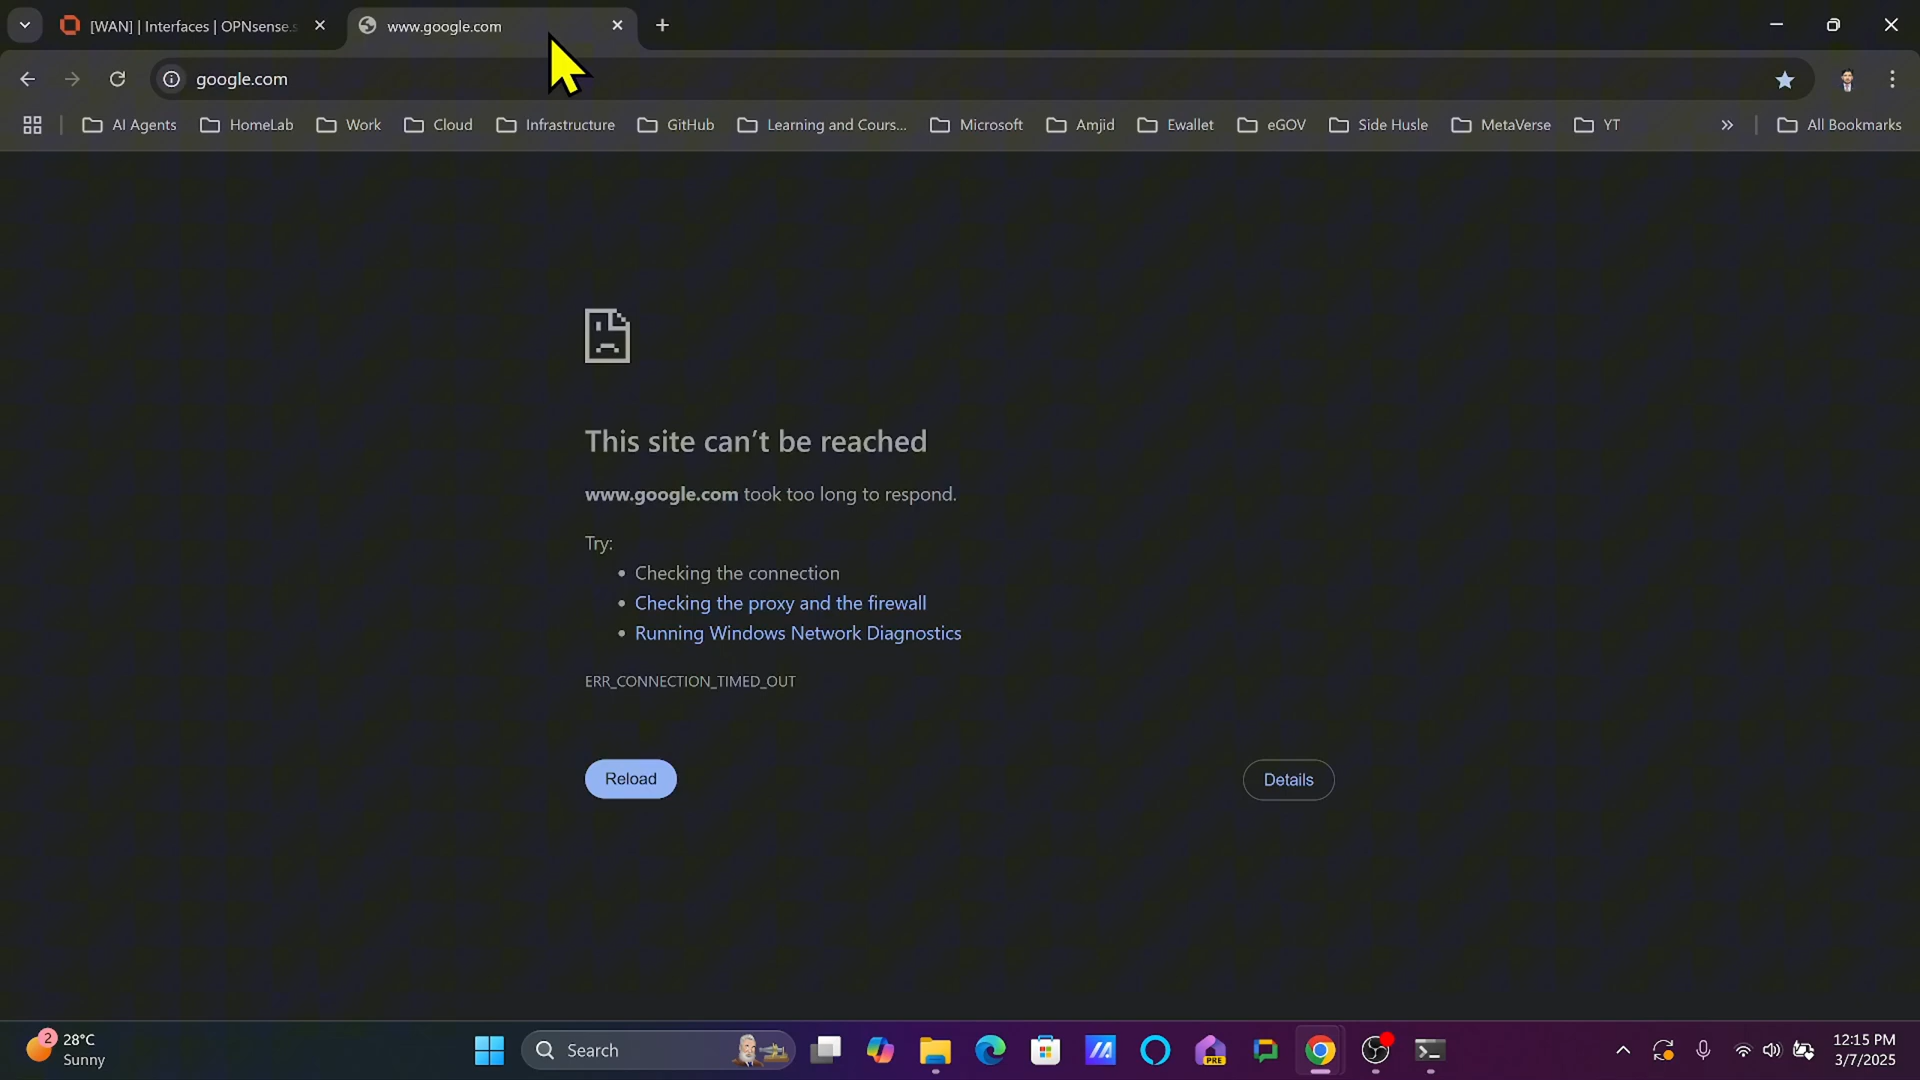 [WAN] | Interfaces | OPNsense.s
www.google.com
google.com
AI Agents
HomeLab
Work
Cloud
Infrastructure
GitHub
Learning and Cours...
Microsoft
Amjid
Ewallet
eGOV
Side Husle
MetaVerse
YT
All Bookmarks
This site can't be reached
www.google.com took too long to respond.
Try:
Checking the connection
Checking the proxy and the firewall
Running Windows Network Diagnostics
ERR_CONNECTION_TIMED_OUT
Reload
Details
2
28°C
Sunny
Search
PRE
12:15 PM
3/7/2025